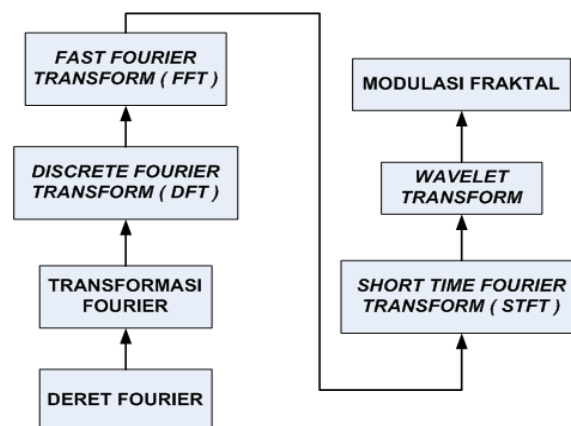 FAST FOURIER
TRANSFORM ( FFT )
DISCRETE FOURIER
TRANSFORM ( DFT )
TRANSFORMASI
FOURIER
DERET FOURIER
MODULASI FRAKTAL
WAVELET
TRANSFORM
SHORT TIME FOURIER
TRANSFORM ( STFT )